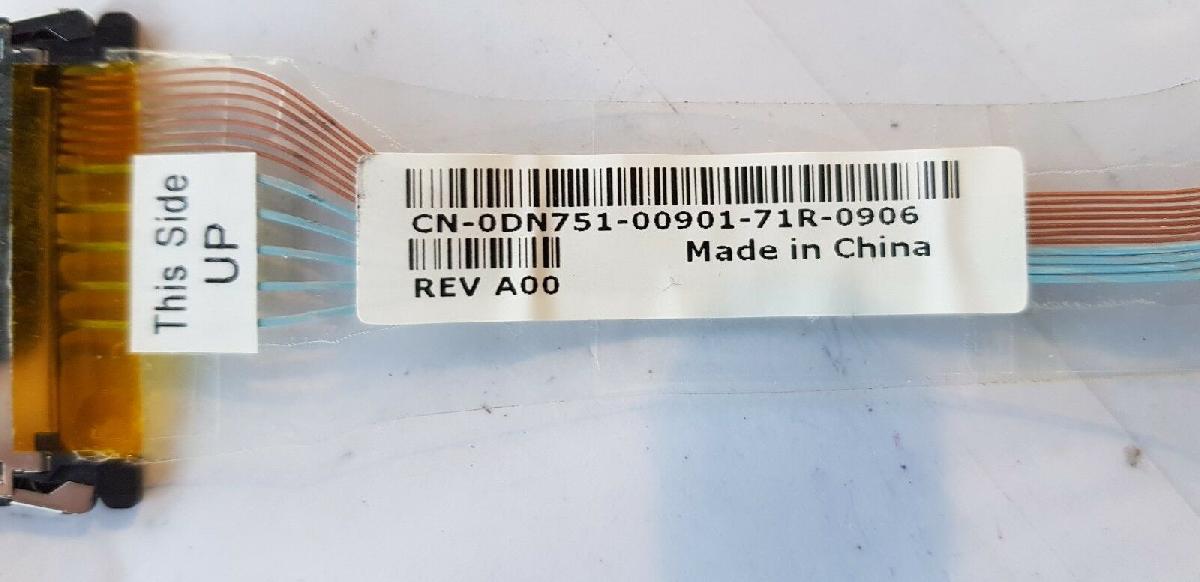 This Side
UP
CN-0DN751-00901-71R-0906
Made in China
REV A00